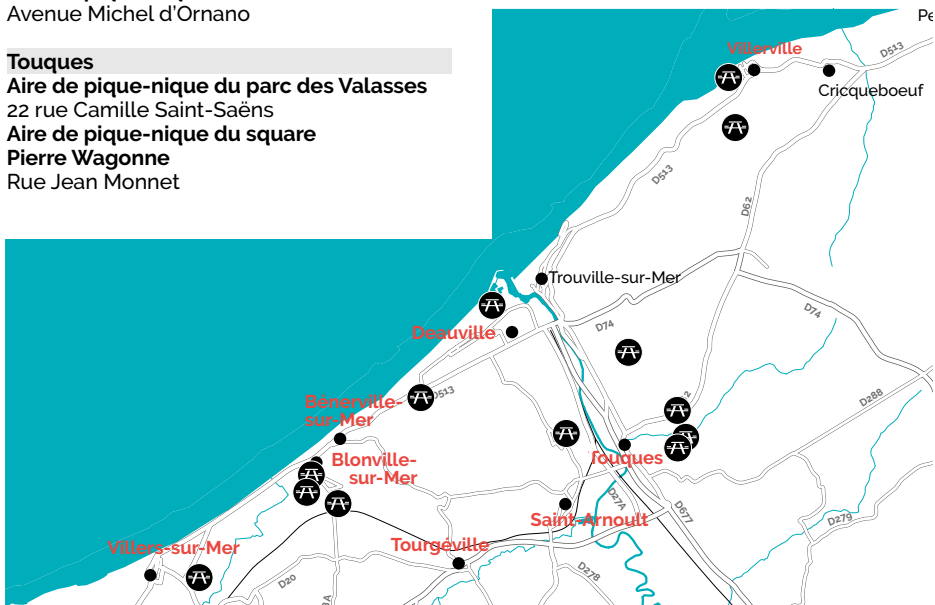 Avenue Michel d'Ornano
Touques
Aire de pique-nique du parc des Valasses
22 rue Camille Saint-Saëns
Aire de pique-nique du square
Pierre Wagonne
Rue Jean Monnet
Villerville
D513
Cricqueboeuf
D513
D62
Trouville-sur-Mer
Deauville
D74
D74
D513
D288
Bénerville-
sur-Mer
Blonville-
sur-Mer
Touques
D27A
D677
Saint-Arnoult
D279
Villers-sur-Mer
Tourgéville
D20
D278